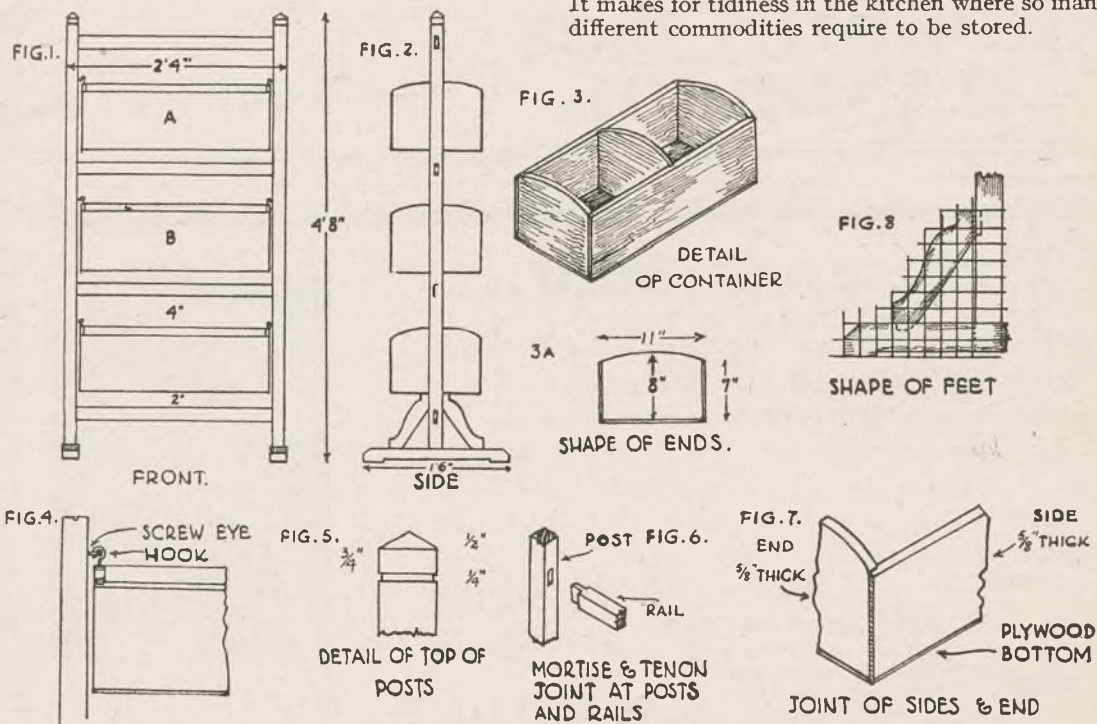 It makes for tidiness in the kitchen where so man
different commodities require to be stored.
FIG.1.
2'4"
A
B
4"
2"
4'8"
FRONT.
FIG.2.
1'6"
SIDE
FIG. 3.
DETAIL
OP CONTAINER
3A
11"
8"
7"
SHAPE OF ENDS.
FIG.8
SHAPE OF FEET
FIG.4.
SCREW EYE
HOOK
FIG.5.
3/4"
1/2"
1/4"
DETAIL OF TOP OF
POSTS
POST FIG.6.
RAIL
MORTISE & TENON
JOINT AT POSTS
AND RAILS
FIG.7.
END
5/8" THICK
SIDE
5/8" THICK
PLYWOOD
BOTTOM
JOINT OF SIDES & END